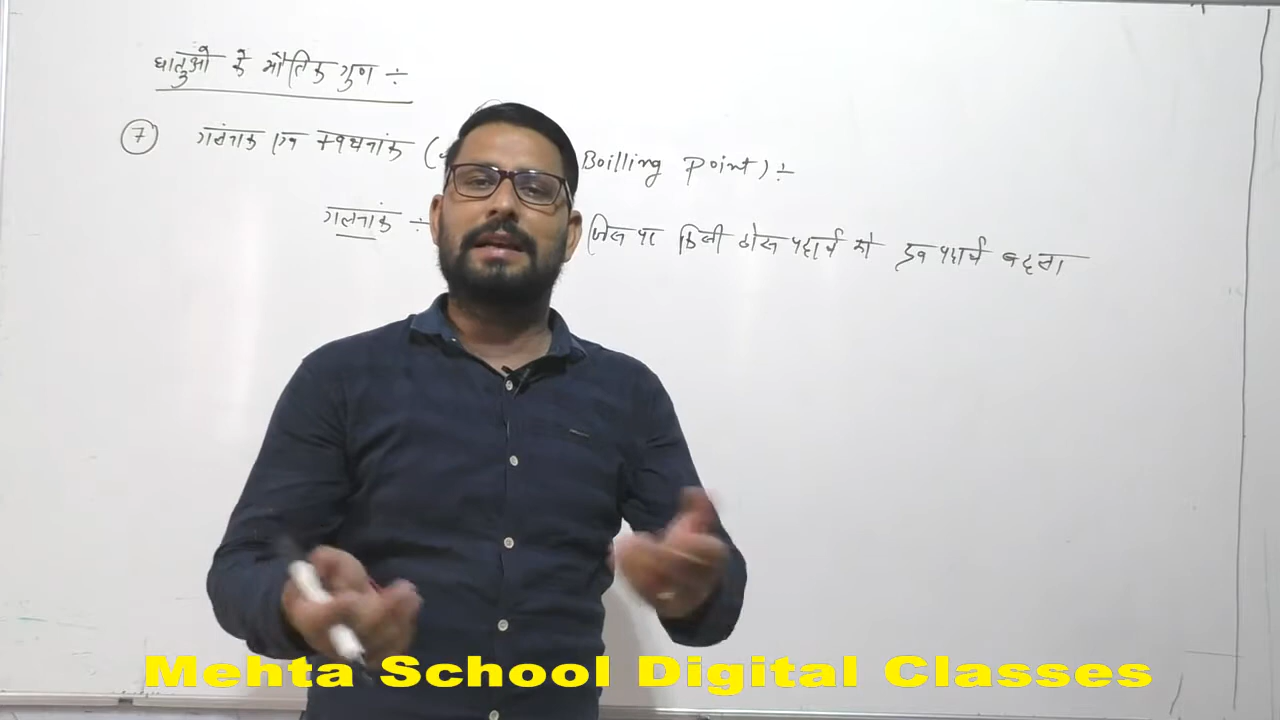 धातुओ के भौतिक गुण ÷
7 गलनांक एव क्वथनांक ( Boilling Point) ÷
गलनांक ÷ जिस पर किसी ठोस पदार्थ को द्रव पदार्थ बदला
Mehta School Digital Classes